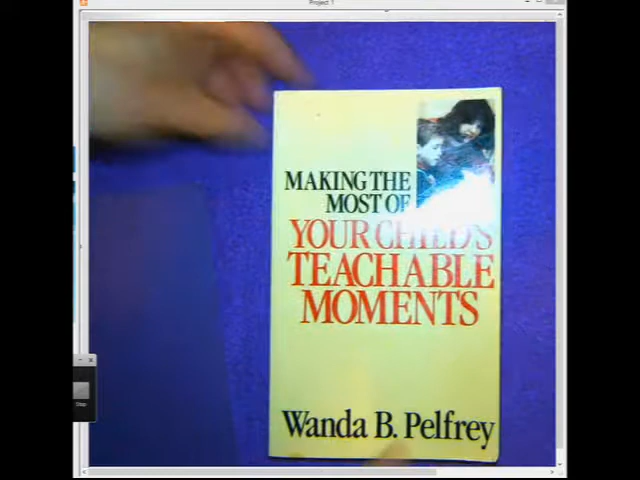 Project 1
MAKING THE
MOST OF
YOUR CHILD'S
TEACHABLE
MOMENTS
Wanda B. Pelfrey